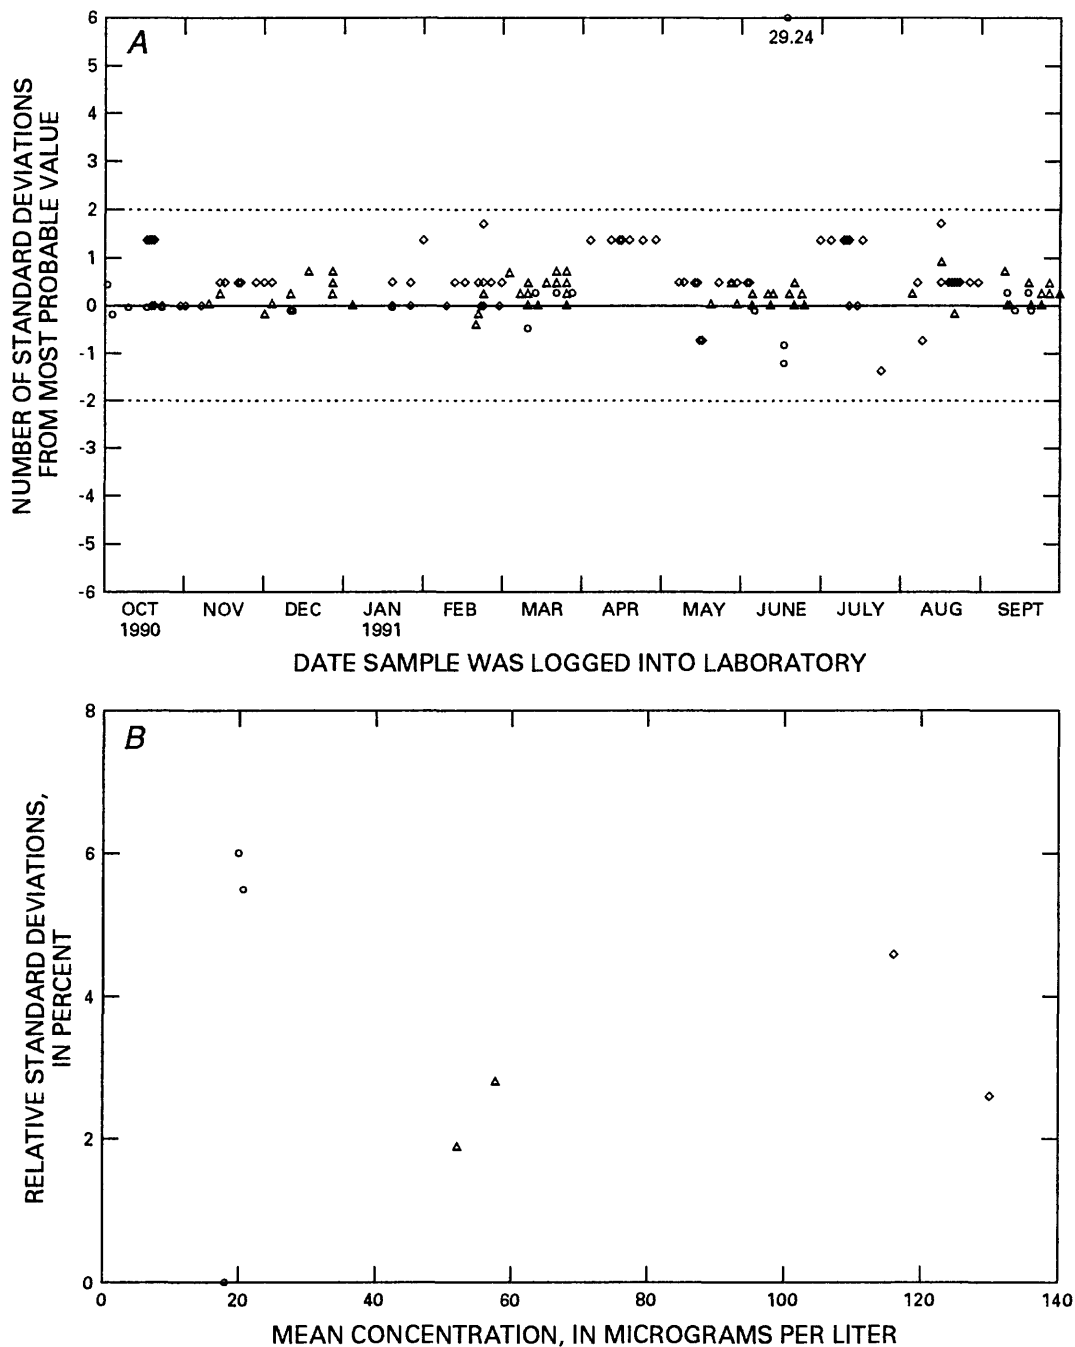 A
29.24
6
5
4
3
2
1
0
-1
-2
-3
-4
-5
-6
NUMBER OF STANDARD DEVIATIONS
FROM MOST PROBABLE VALUE
OCT NOV DEC JAN FEB MAR APR MAY JUNE JULY AUG SEPT
1990 1991
DATE SAMPLE WAS LOGGED INTO LABORATORY
B
8
6
4
2
0
RELATIVE STANDARD DEVIATIONS,
IN PERCENT
0 20 40 60 80 100 120 140
MEAN CONCENTRATION, IN MICROGRAMS PER LITER